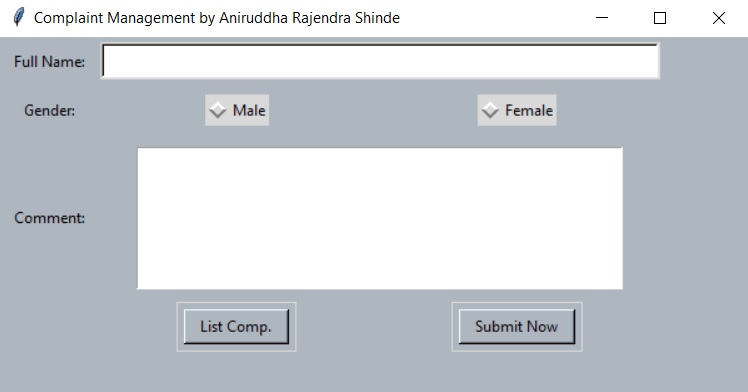 Complaint Management by Aniruddha Rajendra Shinde
Full Name:
Gender: Male Female
Comment:
List Comp. Submit Now